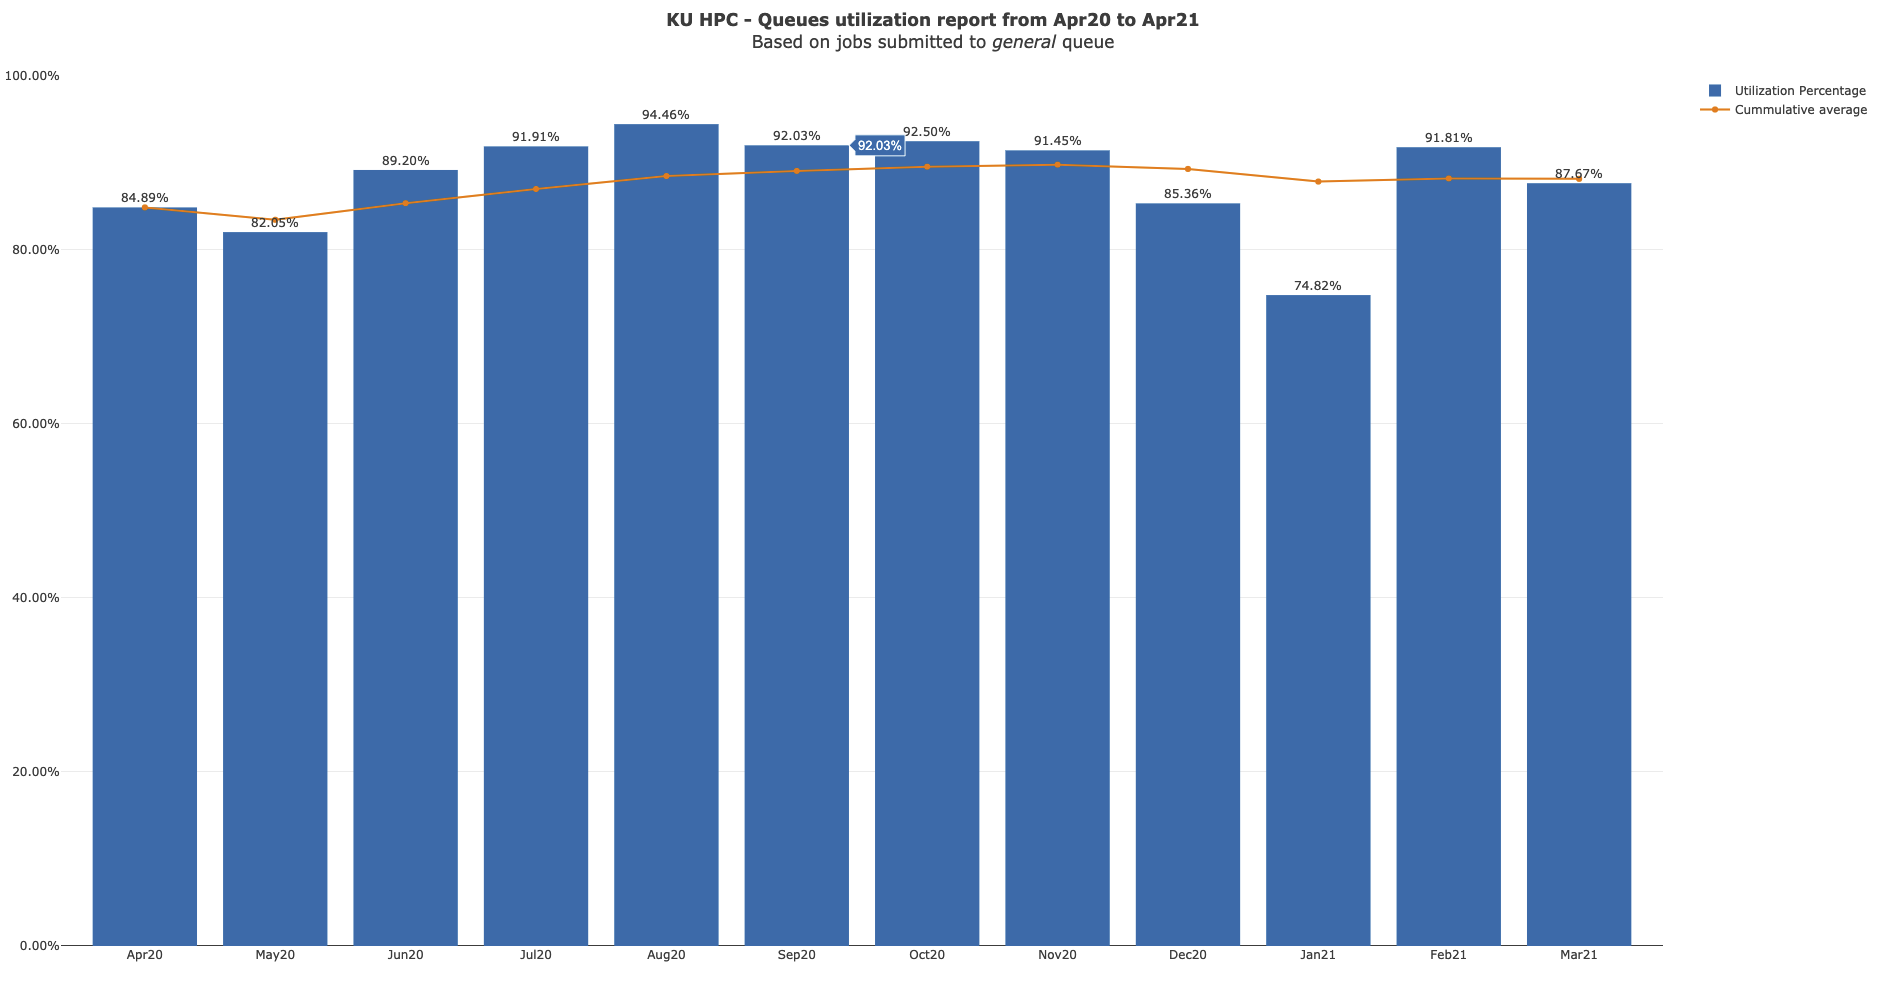 KU HPC - Queues utilization report from Apr20 to Apr21
Based on jobs submitted to general queue
100.00%
80.00%
60.00%
40.00%
20.00%
0.00%
84.89%
82.05%
89.20%
91.91%
94.46%
92.03%
92.03%
92.50%
91.45%
85.36%
74.82%
91.81%
87.67%
Apr20
May20
Jun20
Jul20
Aug20
Sep20
Oct20
Nov20
Dec20
Jan21
Feb21
Mar21
Utilization Percentage
Cummulative average